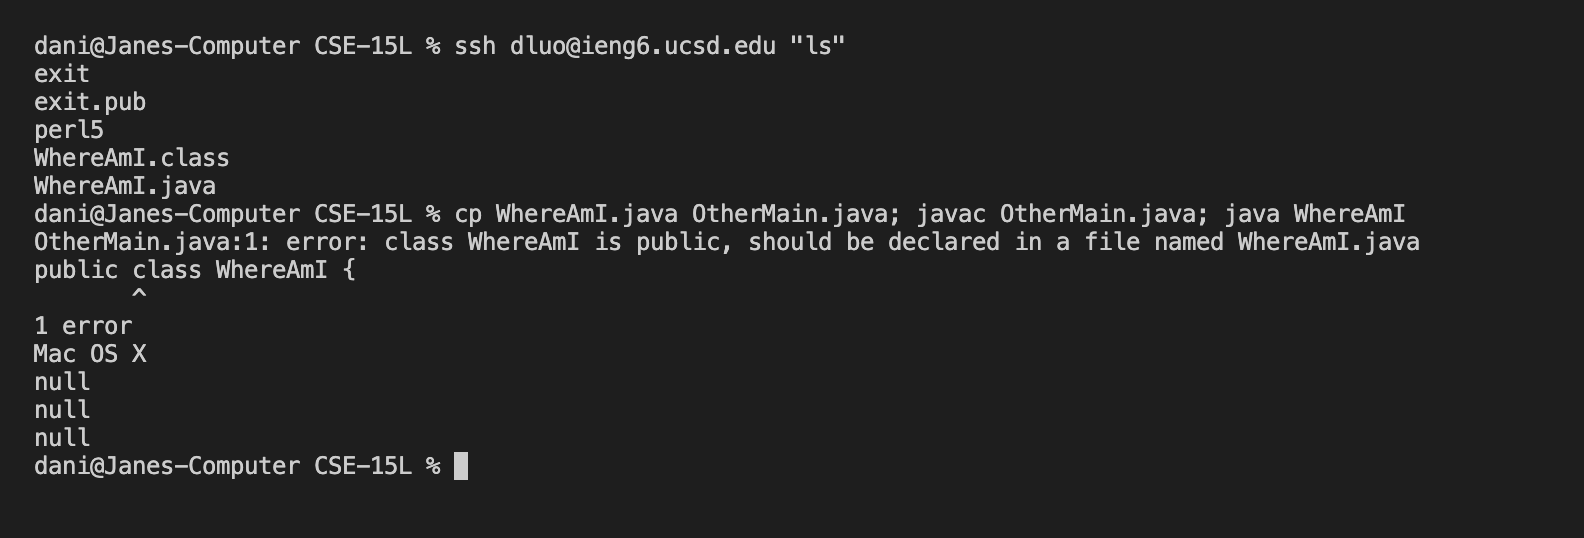 dani@Janes-Computer CSE-15L % ssh dluo@ieng6.ucsd.edu "ls"
exit
exit.pub
perl5
WhereAmI.class
WhereAmI.java
dani@Janes-Computer CSE-15L % cp WhereAmI.java OtherMain.java; javac OtherMain.java; java WhereAmI
OtherMain.java:1: error: class WhereAmI is public, should be declared in a file named WhereAmI.java
public class WhereAmI {
       ^
1 error
Mac OS X
null
null
null
dani@Janes-Computer CSE-15L %